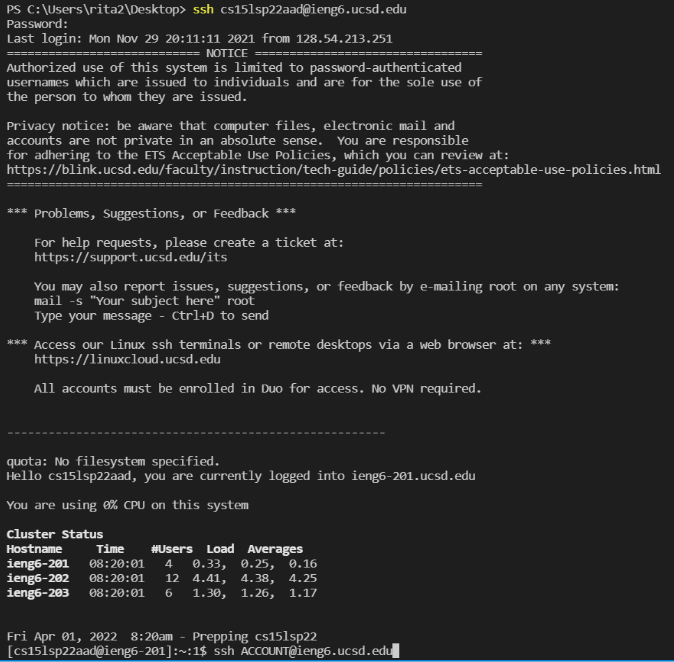 PS C:\Users\rita2\Desktop> ssh cs15lsp22aad@ieng6.ucsd.edu
Password:
Last login: Mon Nov 29 20:11:11 2021 from 128.54.213.251
============================ NOTICE =================================
Authorized use of this system is limited to password-authenticated
usernames which are issued to individuals and are for the sole use of
the person to whom they are issued.

Privacy notice: be aware that computer files, electronic mail and
accounts are not private in an absolute sense.  You are responsible
for adhering to the ETS Acceptable Use Policies, which you can review at:
https://blink.ucsd.edu/faculty/instruction/tech-guide/policies/ets-acceptable-use-policies.html
=====================================================================

*** Problems, Suggestions, or Feedback ***

    For help requests, please create a ticket at:
    https://support.ucsd.edu/its

    You may also report issues, suggestions, or feedback by e-mailing root on any system:
    mail -s "Your subject here" root
    Type your message - Ctrl+D to send

*** Access our Linux ssh terminals or remote desktops via a web browser at: ***
    https://linuxcloud.ucsd.edu

    All accounts must be enrolled in Duo for access. No VPN required.


-------------------------------------------------------

quota: No filesystem specified.
Hello cs15lsp22aad, you are currently logged into ieng6-201.ucsd.edu

You are using 0% CPU on this system

Cluster Status
Hostname     Time    #Users  Load  Averages
ieng6-201   08:20:01   4   0.33,  0.25,  0.16
ieng6-202   08:20:01   12  4.41,  4.38,  4.25
ieng6-203   08:20:01   6   1.30,  1.26,  1.17


Fri Apr 01, 2022  8:20am - Prepping cs15lsp22
[cs15lsp22aad@ieng6-201]:~:1$ ssh ACCOUNT@ieng6.ucsd.edu